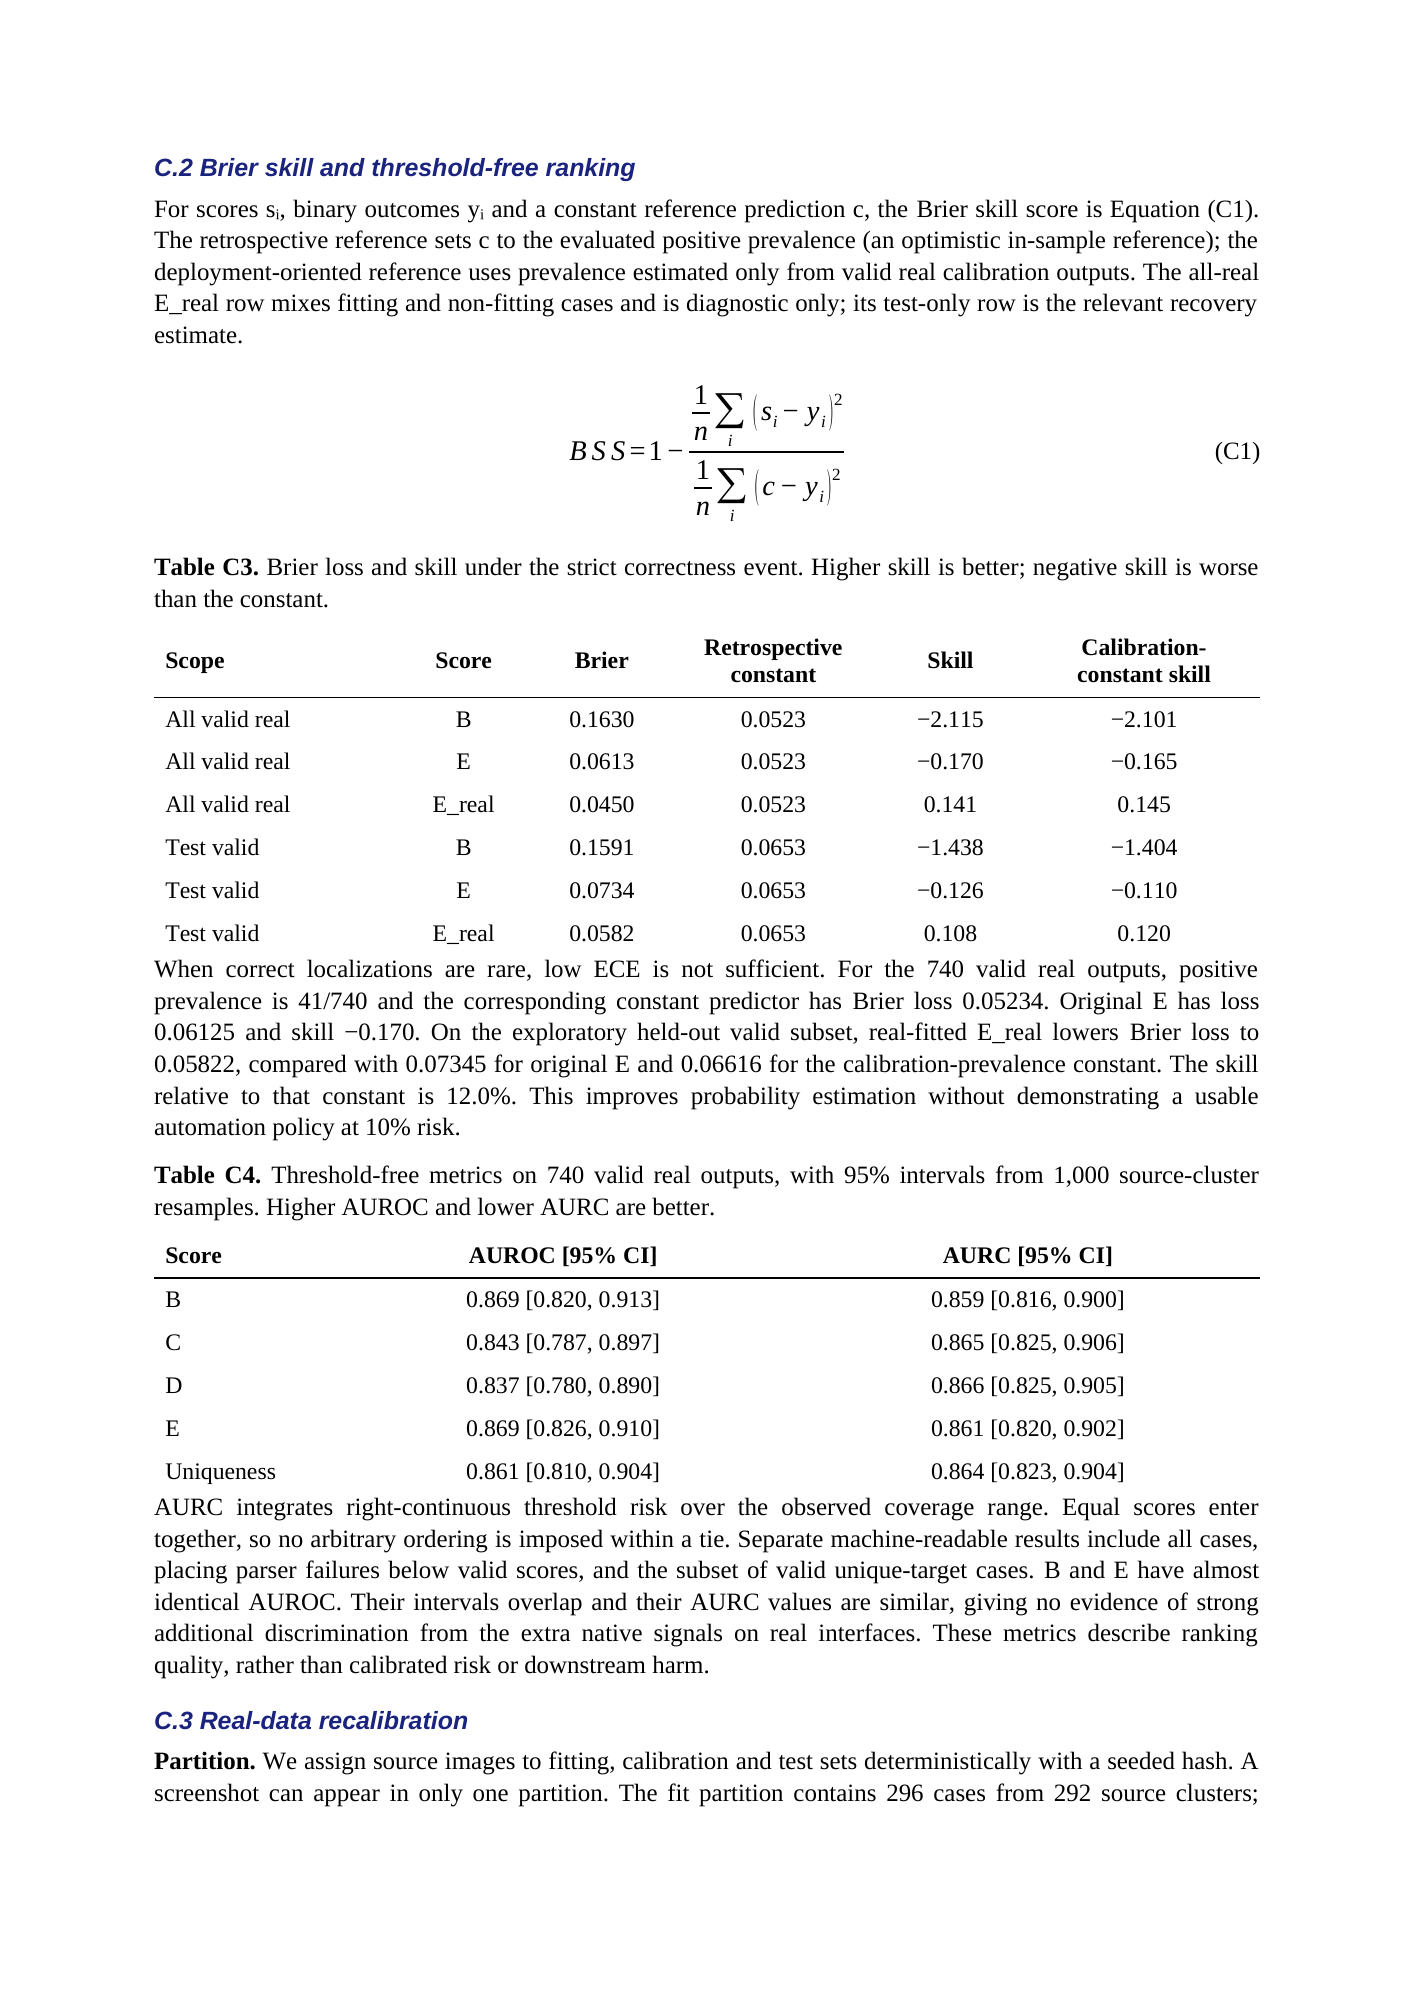 C.2 Brier skill and threshold-free ranking
For scores sᵢ, binary outcomes yᵢ and a constant reference prediction c, the Brier skill score is Equation (C1).
The retrospective reference sets c to the evaluated positive prevalence (an optimistic in-sample reference); the
deployment-oriented reference uses prevalence estimated only from valid real calibration outputs. The all-real
E_real row mixes fitting and non-fitting cases and is diagnostic only; its test-only row is the relevant recovery
estimate.
BSS = 1 − (1/n ∑ᵢ (sᵢ − yᵢ)²) / (1/n ∑ᵢ (c − yᵢ)²) (C1)
Table C3. Brier loss and skill under the strict correctness event. Higher skill is better; negative skill is worse
than the constant.
Scope Score Brier Retrospective constant Skill Calibration-constant skill
All valid real B 0.1630 0.0523 −2.115 −2.101
All valid real E 0.0613 0.0523 −0.170 −0.165
All valid real E_real 0.0450 0.0523 0.141 0.145
Test valid B 0.1591 0.0653 −1.438 −1.404
Test valid E 0.0734 0.0653 −0.126 −0.110
Test valid E_real 0.0582 0.0653 0.108 0.120
When correct localizations are rare, low ECE is not sufficient. For the 740 valid real outputs, positive
prevalence is 41/740 and the corresponding constant predictor has Brier loss 0.05234. Original E has loss
0.06125 and skill −0.170. On the exploratory held-out valid subset, real-fitted E_real lowers Brier loss to
0.05822, compared with 0.07345 for original E and 0.06616 for the calibration-prevalence constant. The skill
relative to that constant is 12.0%. This improves probability estimation without demonstrating a usable
automation policy at 10% risk.
Table C4. Threshold-free metrics on 740 valid real outputs, with 95% intervals from 1,000 source-cluster
resamples. Higher AUROC and lower AURC are better.
Score AUROC [95% CI] AURC [95% CI]
B 0.869 [0.820, 0.913] 0.859 [0.816, 0.900]
C 0.843 [0.787, 0.897] 0.865 [0.825, 0.906]
D 0.837 [0.780, 0.890] 0.866 [0.825, 0.905]
E 0.869 [0.826, 0.910] 0.861 [0.820, 0.902]
Uniqueness 0.861 [0.810, 0.904] 0.864 [0.823, 0.904]
AURC integrates right-continuous threshold risk over the observed coverage range. Equal scores enter
together, so no arbitrary ordering is imposed within a tie. Separate machine-readable results include all cases,
placing parser failures below valid scores, and the subset of valid unique-target cases. B and E have almost
identical AUROC. Their intervals overlap and their AURC values are similar, giving no evidence of strong
additional discrimination from the extra native signals on real interfaces. These metrics describe ranking
quality, rather than calibrated risk or downstream harm.
C.3 Real-data recalibration
Partition. We assign source images to fitting, calibration and test sets deterministically with a seeded hash. A
screenshot can appear in only one partition. The fit partition contains 296 cases from 292 source clusters;